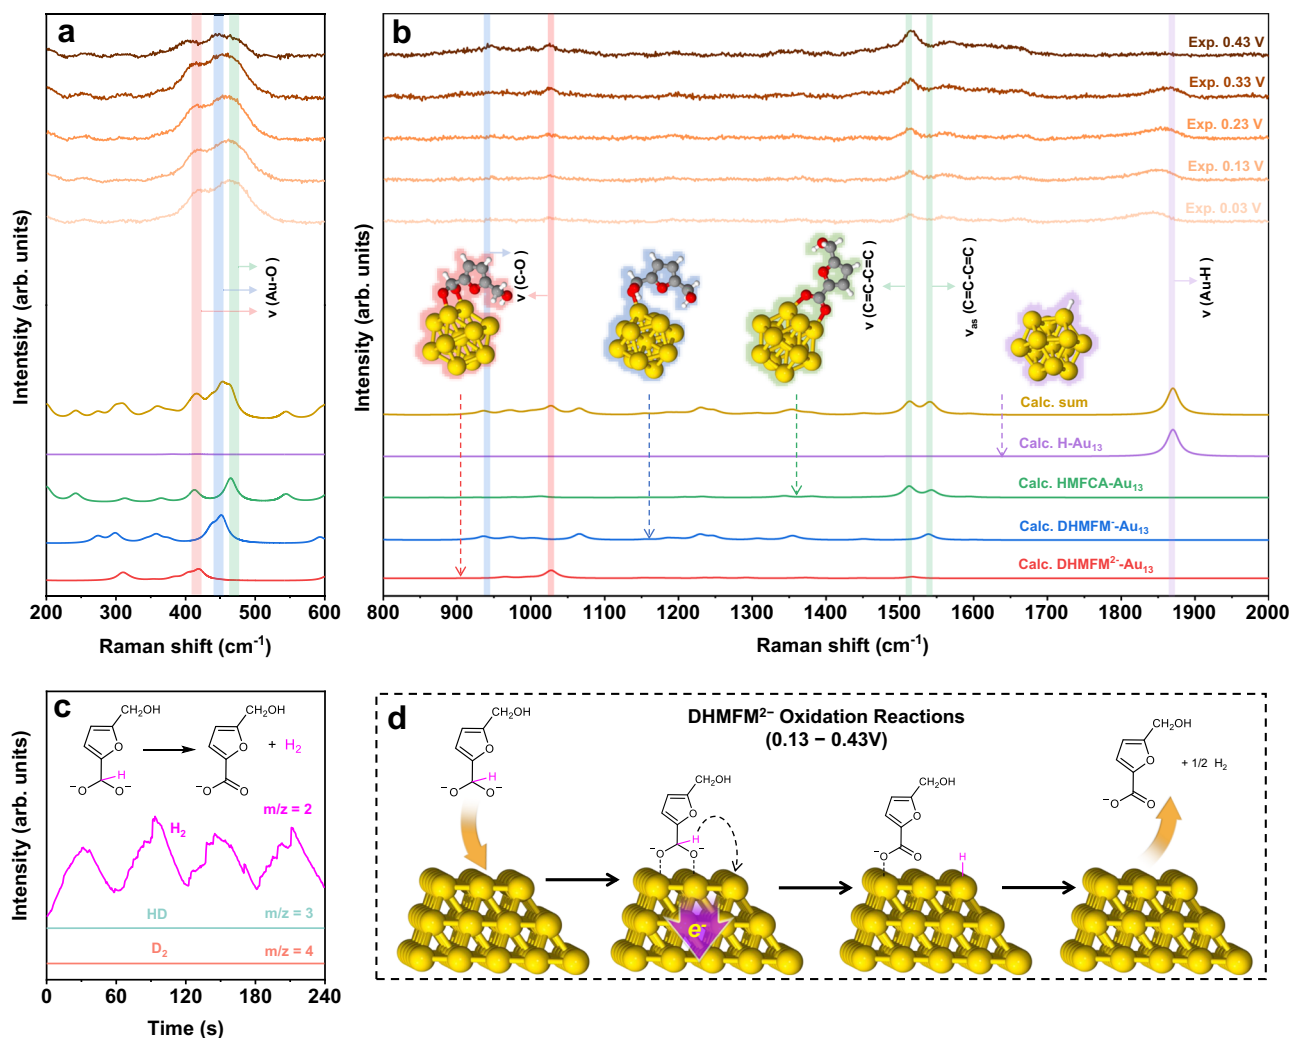 a
Intentsity (arb. units)
ν (Au–O)
200 300 400 500 600
Raman shift (cm⁻¹)
b
Intensity (arb. units)
Exp. 0.43 V
Exp. 0.33 V
Exp. 0.23 V
Exp. 0.13 V
Exp. 0.03 V
ν (C-O)
ν (C=C-C=C)
νas (C=C-C=C)
ν (Au-H)
Calc. sum
Calc. H-Au₁₃
Calc. HMFCA-Au₁₃
Calc. DHMFM⁻-Au₁₃
Calc. DHMFM²⁻-Au₁₃
800 900 1000 1100 1200 1300 1400 1500 1600 1700 1800 1900 2000
Raman shift (cm⁻¹)
c
Intensity (arb. units)
CH₂OH
O
H
⁻O O⁻
CH₂OH
O
⁻O O
+ H₂
m/z = 2
H₂
HD
m/z = 3
D₂
m/z = 4
0 60 120 180 240
Time (s)
d
DHMFM²⁻ Oxidation Reactions
(0.13 − 0.43V)
CH₂OH
O
H
⁻O O⁻
CH₂OH
O
H
⁻O O⁻
e⁻
CH₂OH
O
⁻O O
H
CH₂OH
O
⁻O O
+ 1/2 H₂